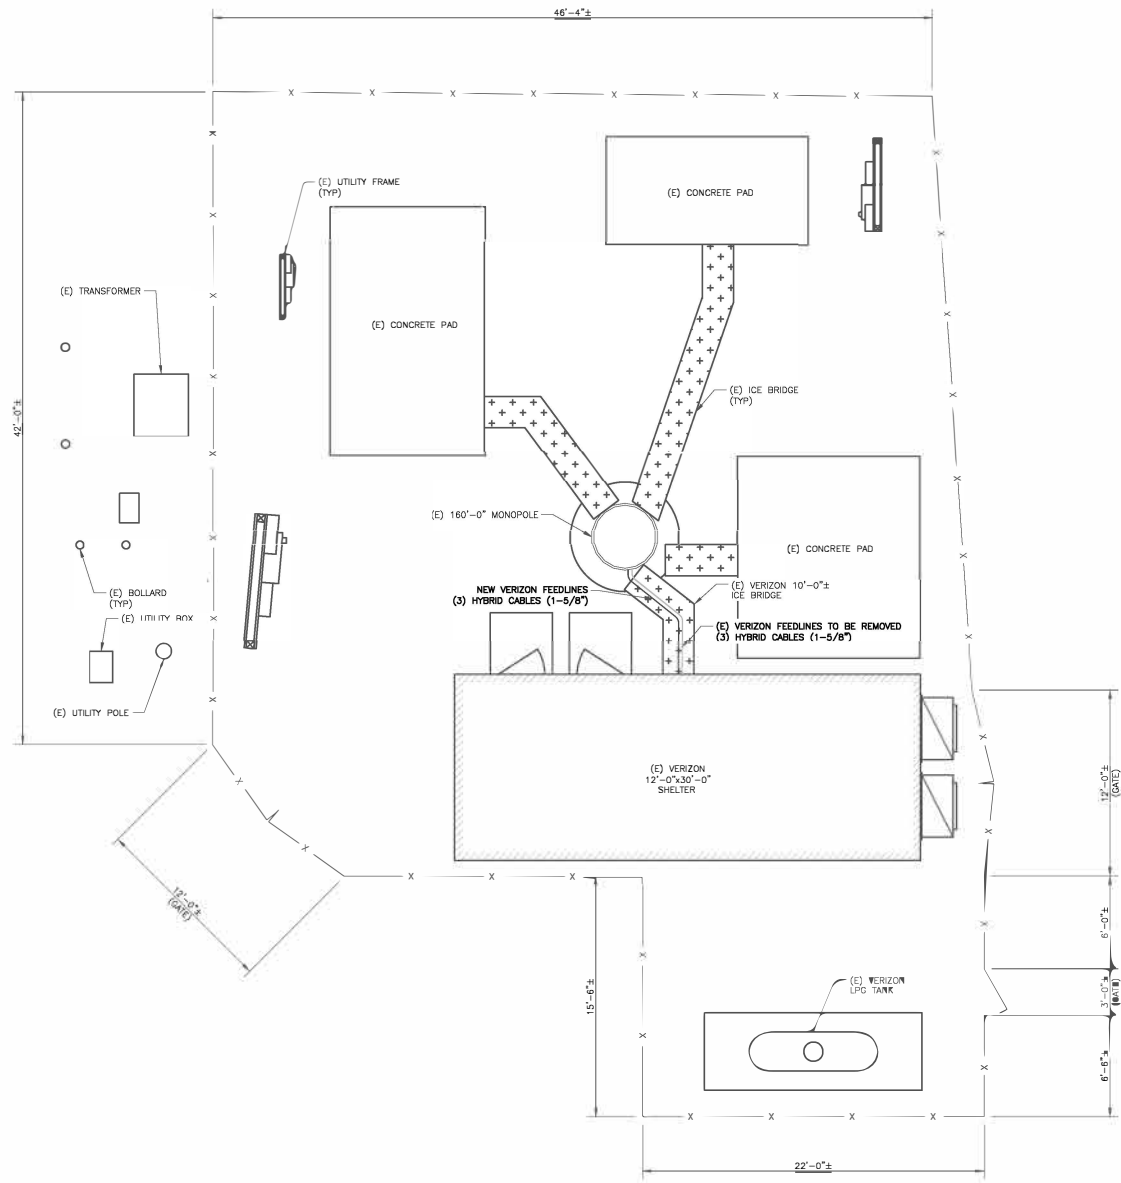 46'-4"±
(E) UTILITY FRAME
(TYP)
(E) CONCRETE PAD
(E) TRANSFORMER
(E) CONCRETE PAD
42'-0"±
(E) ICE BRIDGE
(TYP)
(E) 160'-0" MONOPOLE
(E) CONCRETE PAD
(E) BOLLARD
(TYP)
NEW VERIZON FEEDLINES
(3) HYBRID CABLES (1-5/8")
(E) VERIZON 10'-0"±
ICE BRIDGE
(E) UTILITY BOX
(E) VERIZON FEEDLINES TO BE REMOVED
(3) HYBRID CABLES (1-5/8")
(E) UTILITY POLE
(E) VERIZON
12'-0"x30'-0"
SHELTER
12'-0"±
(GATE)
12'-0"±
(GATE)
6'-0"±
15'-6"±
(E) VERIZON
LPG TANK
3'-0"±
(GATE)
6'-6"±
22'-0"±
X X X X X X X X
X X X X X X X X
X X X X X X X X X X
X X X X X
X X X X X X
X X X X